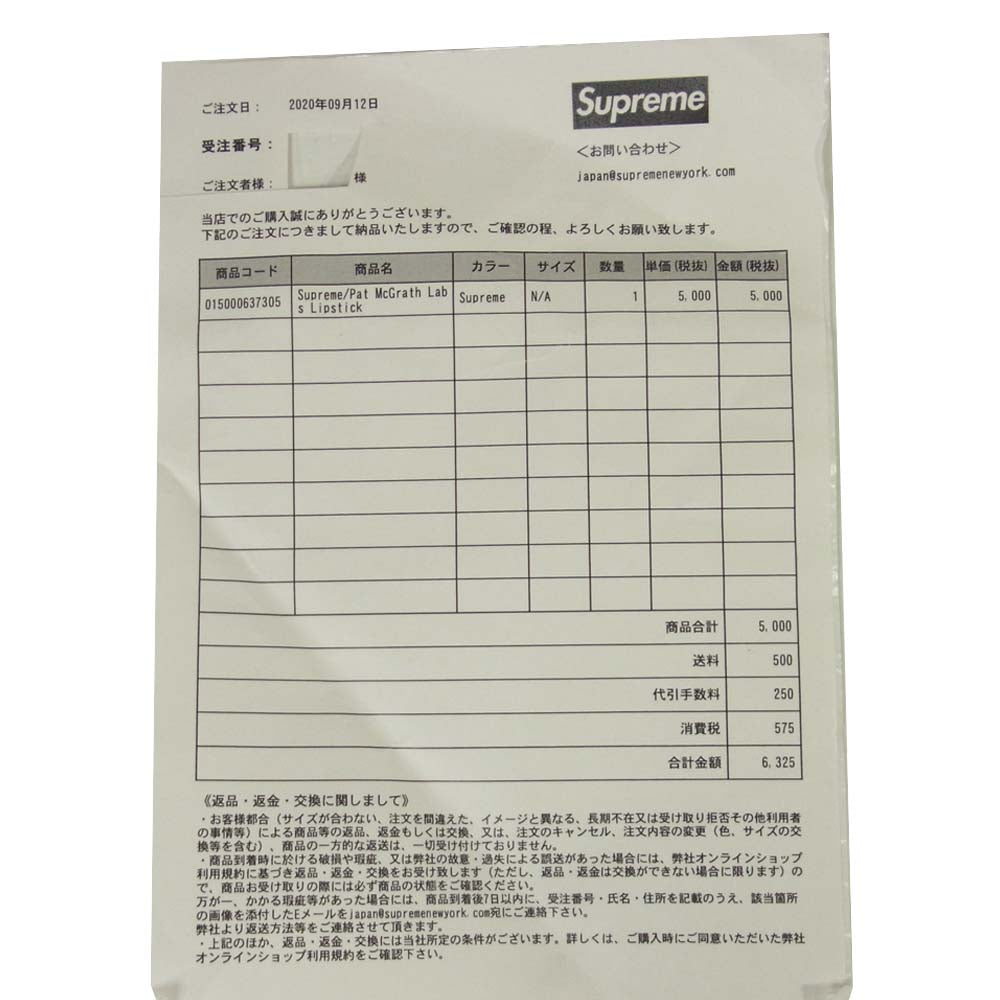 ご注文日： 2020年09月12日
Supreme
受注番号：
＜お問い合わせ＞
ご注文者様： 様
japan@supremenewyork.com
当店でのご購入誠にありがとうございます。
下記のご注文につきまして納品いたしますので、ご確認の程、よろしくお願い致します。
商品コード 商品名 カラー サイズ 数量 単価(税抜) 金額(税抜)
015000637305 Supreme/Pat McGrath Lab Supreme N/A 1 5,000 5,000
s Lipstick
商品合計 5,000
送料 500
代引手数料 250
消費税 575
合計金額 6,325
《返品・返金・交換に関しまして》
・お客様都合（サイズが合わない、注文を間違えた、イメージと異なる、長期不在又は受け取り拒否その他利用者
の事情等）による商品等の返品、返金もしくは交換、又は、注文のキャンセル、注文内容の変更（色、サイズの交
換等を含む）、商品の一方的な返送は、一切受け付けておりません。
・商品到着時に於ける破損や瑕疵、又は弊社の故意・過失による誤送があった場合には、弊社オンラインショップ
利用規約に基づき返品・返金・交換をお受け致します（ただし、返品・返金は交換ができない場合に限ります）の
で、商品お受け取りの際には必ず商品の状態をご確認ください。
万が一、かかる瑕疵等があった場合には、商品到着後7日以内に、受注番号・氏名・住所を記載のうえ、該当箇所
の画像を添付したEメールをjapan@supremenewyork.com宛にご連絡下さい。
弊社より返送方法等をご連絡させて頂きます。
・上記のほか、返品・返金・交換には当社所定の条件がございます。詳しくは、ご購入時にご同意いただいた弊社
オンラインショップ利用規約をご確認下さい。